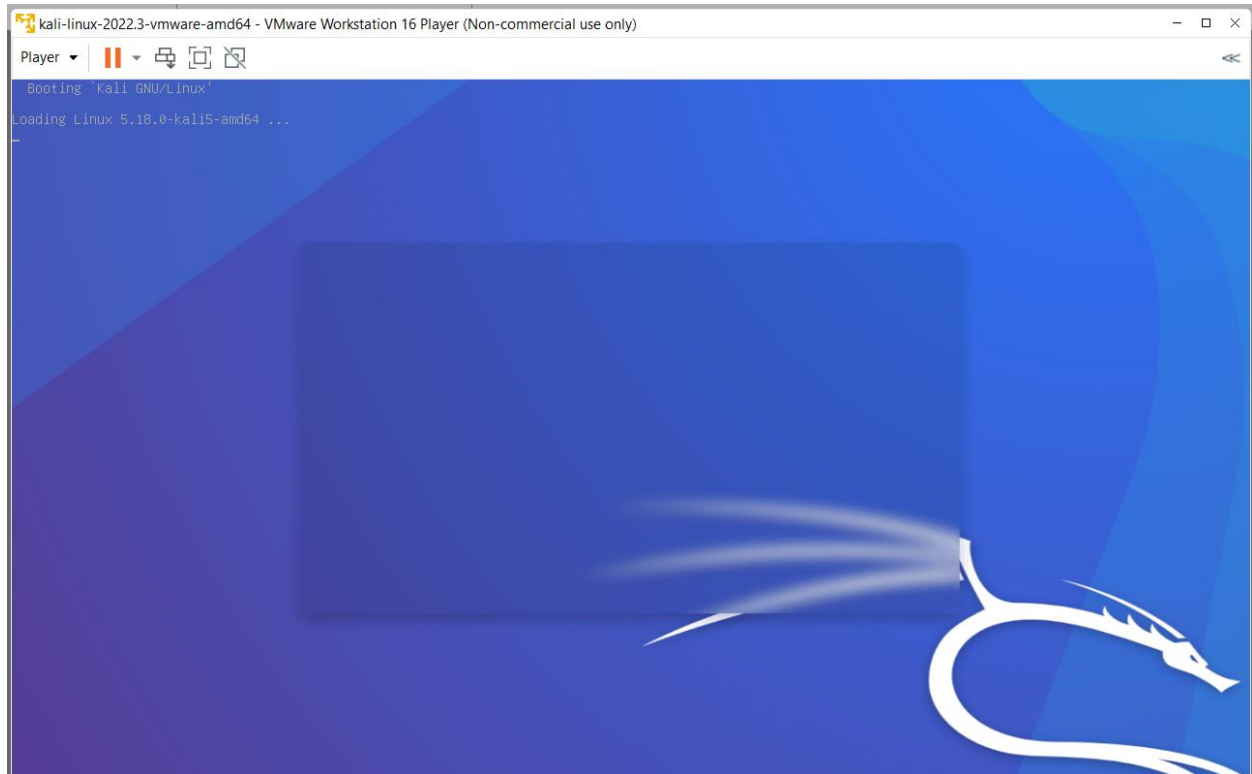 kali-linux-2022.3-vmware-amd64 - VMware Workstation 16 Player (Non-commercial use only)
Player
Booting `Kali GNU/Linux'
Loading Linux 5.18.0-kali5-amd64 ...